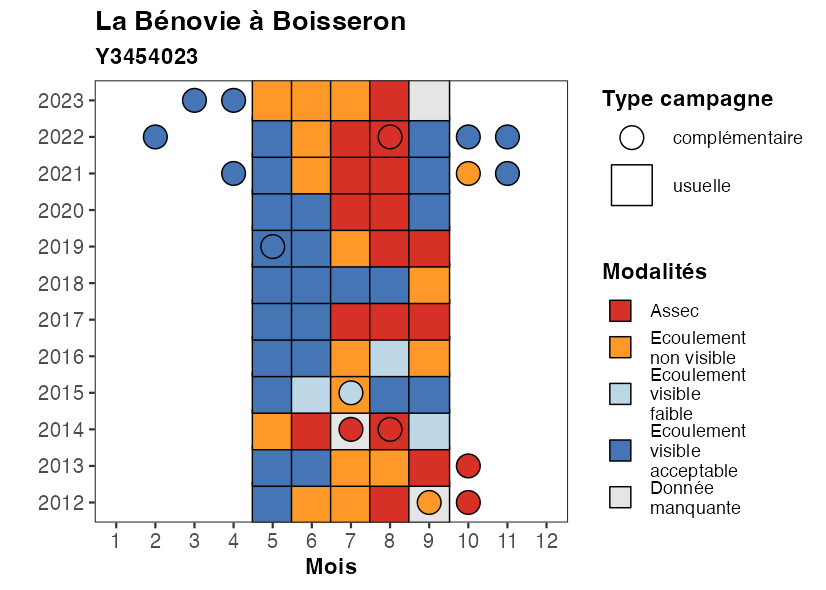 La Bénovie à Boisseron
Y3454023
2023
2022
2021
2020
2019
2018
2017
2016
2015
2014
2013
2012
1 2 3 4 5 6 7 8 9 10 11 12
Mois
Type campagne
complémentaire
usuelle
Modalités
Assec
Ecoulement
non visible
Ecoulement
visible
faible
Ecoulement
visible
acceptable
Donnée
manquante